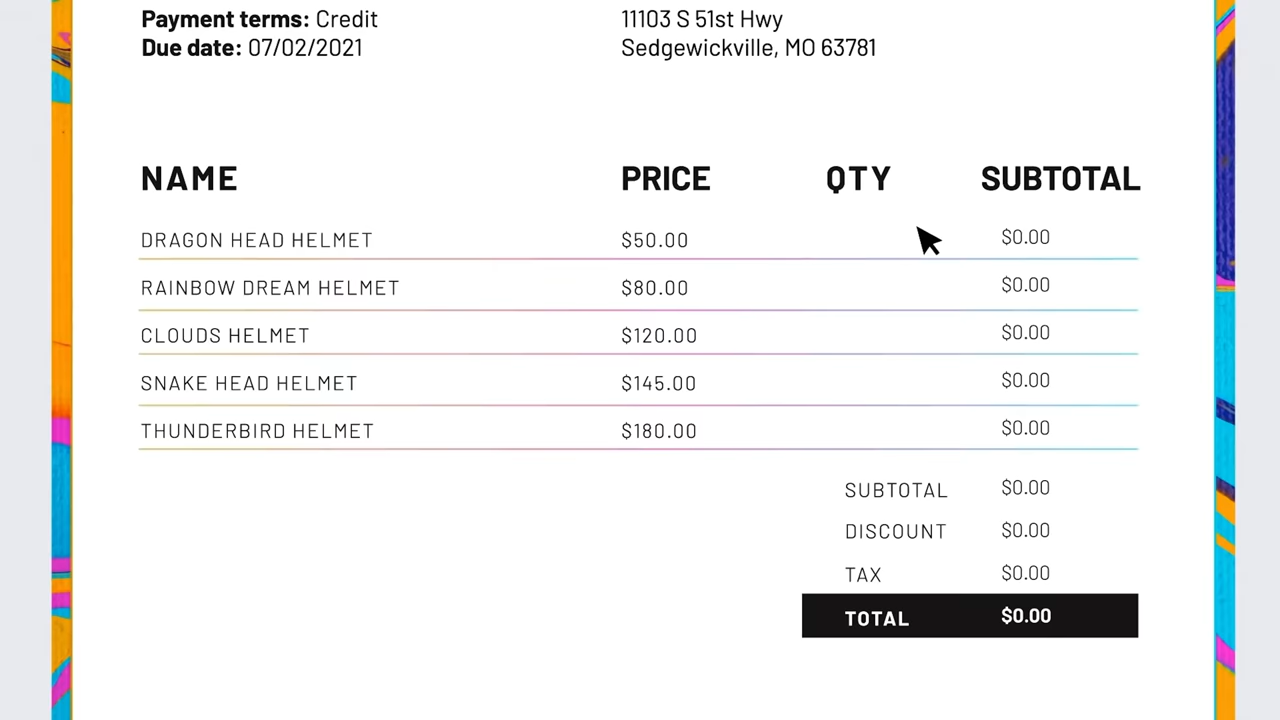 Payment terms: Credit
Due date: 07/02/2021
11103 S 51st Hwy
Sedgewickville, MO 63781
NAME PRICE QTY SUBTOTAL
DRAGON HEAD HELMET $50.00 $0.00
RAINBOW DREAM HELMET $80.00 $0.00
CLOUDS HELMET $120.00 $0.00
SNAKE HEAD HELMET $145.00 $0.00
THUNDERBIRD HELMET $180.00 $0.00
SUBTOTAL $0.00
DISCOUNT $0.00
TAX $0.00
TOTAL $0.00